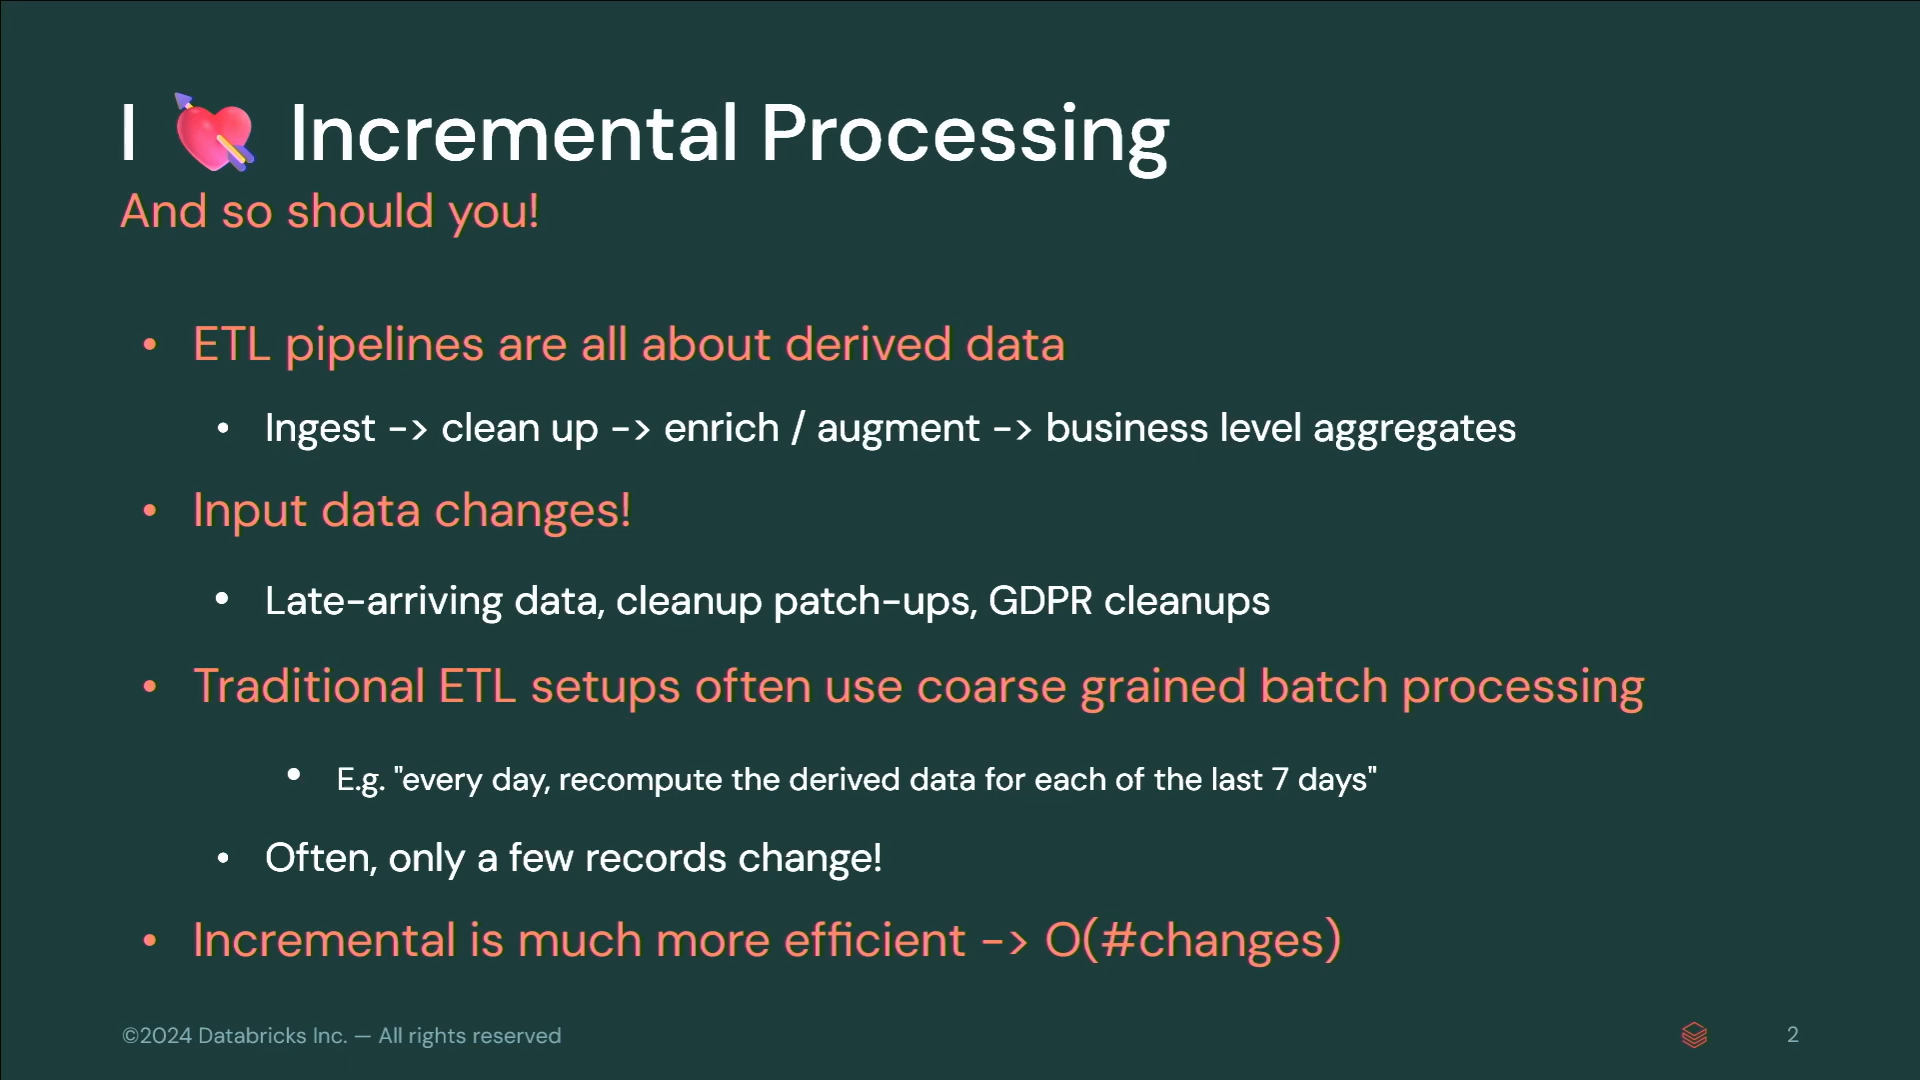 I 💘 Incremental Processing
And so should you!
• ETL pipelines are all about derived data
• Ingest -> clean up -> enrich / augment -> business level aggregates
• Input data changes!
• Late-arriving data, cleanup patch-ups, GDPR cleanups
• Traditional ETL setups often use coarse grained batch processing
• E.g. "every day, recompute the derived data for each of the last 7 days"
• Often, only a few records change!
• Incremental is much more efficient -> O(#changes)
©2024 Databricks Inc. — All rights reserved
2